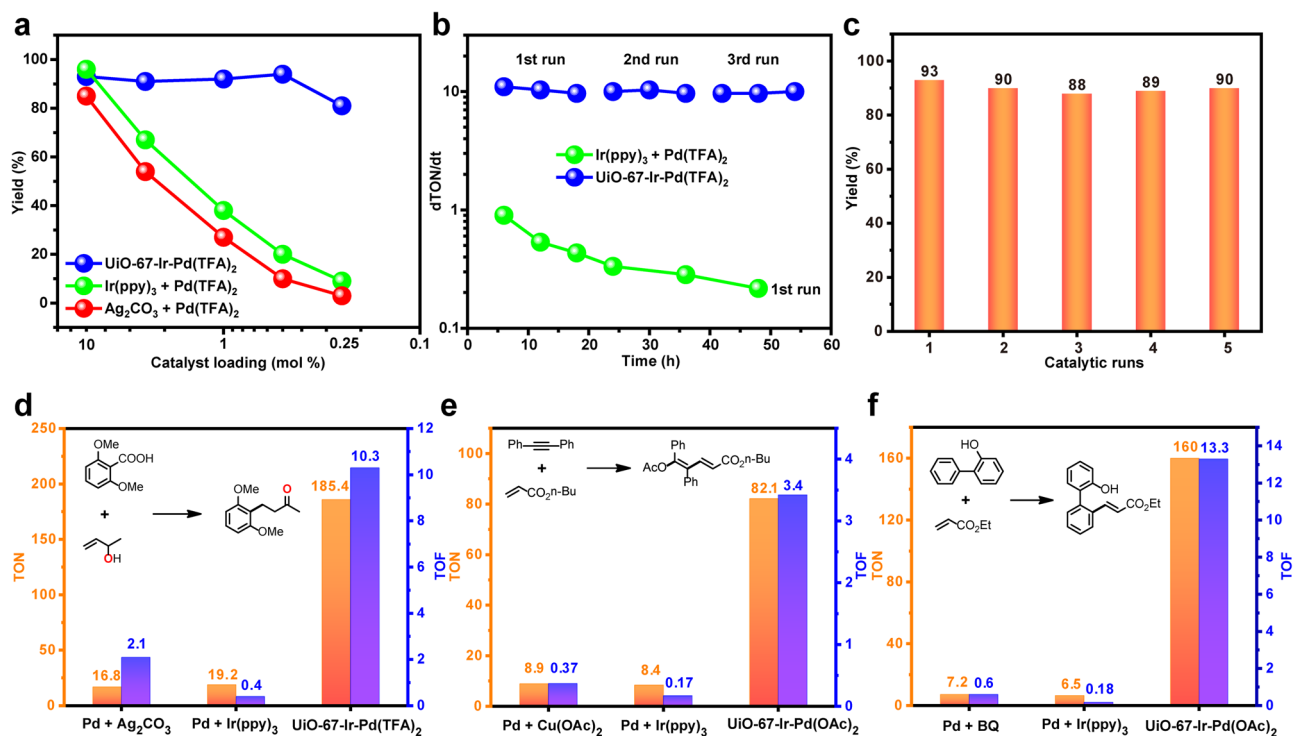 a
100
80
60
40
20
0
Yield (%)
UiO-67-Ir-Pd(TFA)2
Ir(ppy)3 + Pd(TFA)2
Ag2CO3 + Pd(TFA)2
10 1 0.25 0.1
Catalyst loading (mol %)
b
10
1
0.1
dTON/dt
1st run 2nd run 3rd run
Ir(ppy)3 + Pd(TFA)2
UiO-67-Ir-Pd(TFA)2
1st run
0 10 20 30 40 50 60
Time (h)
c
100
80
60
40
20
0
Yield (%)
93 90 88 89 90
1 2 3 4 5
Catalytic runs
d
250
200
150
100
50
0
TON
OMe
COOH
OMe
+
OH
OMe
O
OMe
16.8 2.1
19.2 0.4
185.4 10.3
12
10
8
6
4
2
0
TOF
Pd + Ag2CO3 Pd + Ir(ppy)3 UiO-67-Ir-Pd(TFA)2
e
100
80
60
40
20
0
TON
Ph Ph
+
CO2n-Bu
Ph
AcO
CO2n-Bu
Ph
8.9 0.37
8.4 0.17
82.1 3.4
4
3
2
1
0
TOF
Pd + Cu(OAc)2 Pd + Ir(ppy)3 UiO-67-Ir-Pd(OAc)2
f
160
120
80
40
0
TON
HO
+
CO2Et
OH
CO2Et
7.2 0.6
6.5 0.18
160 13.3
14
12
10
8
6
4
2
0
TOF
Pd + BQ Pd + Ir(ppy)3 UiO-67-Ir-Pd(OAc)2